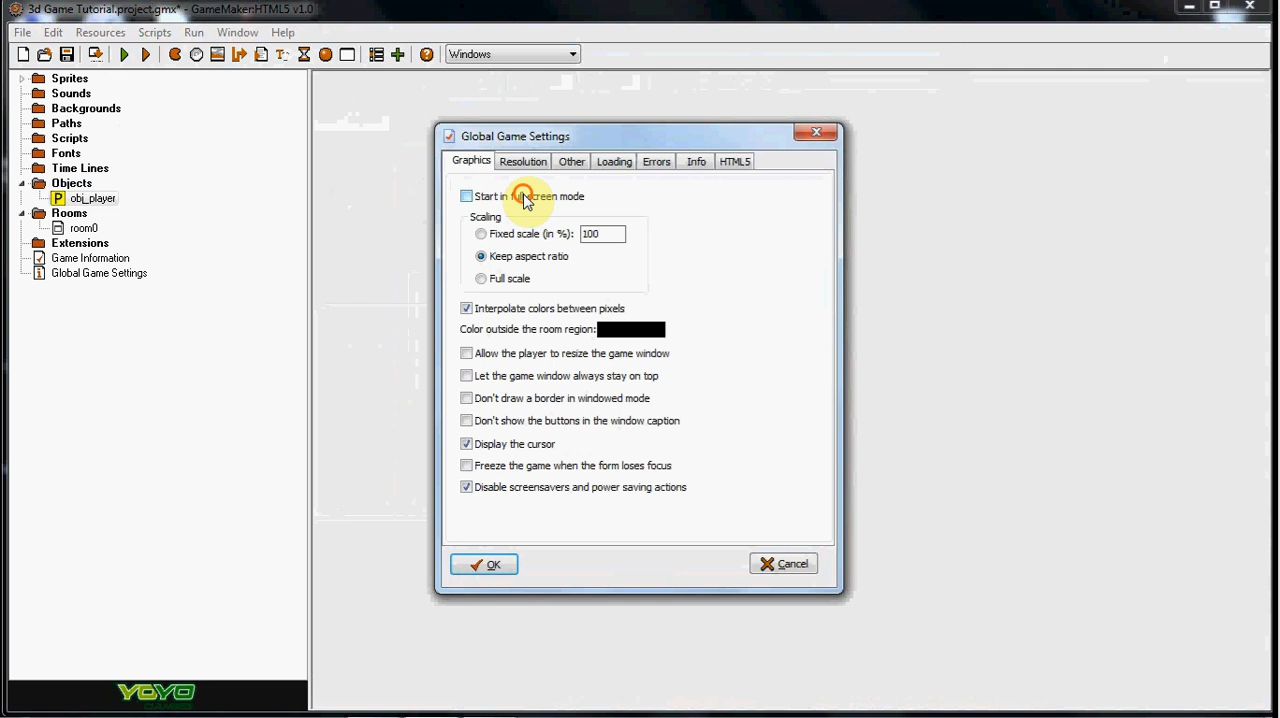 3d Game Tutorial.project.gmx* - GameMaker:HTML5 v1.0
File Edit Resources Scripts Run Window Help
Windows
Sprites
Sounds
Backgrounds
Paths
Scripts
Fonts
Time Lines
Objects
obj_player
Rooms
room0
Extensions
Game Information
Global Game Settings
YOYO
GAMES
Global Game Settings
Graphics Resolution Other Loading Errors Info HTML5
Start in full screen mode
Scaling
Fixed scale (in %): 100
Keep aspect ratio
Full scale
Interpolate colors between pixels
Color outside the room region:
Allow the player to resize the game window
Let the game window always stay on top
Don't draw a border in windowed mode
Don't show the buttons in the window caption
Display the cursor
Freeze the game when the form loses focus
Disable screensavers and power saving actions
OK Cancel